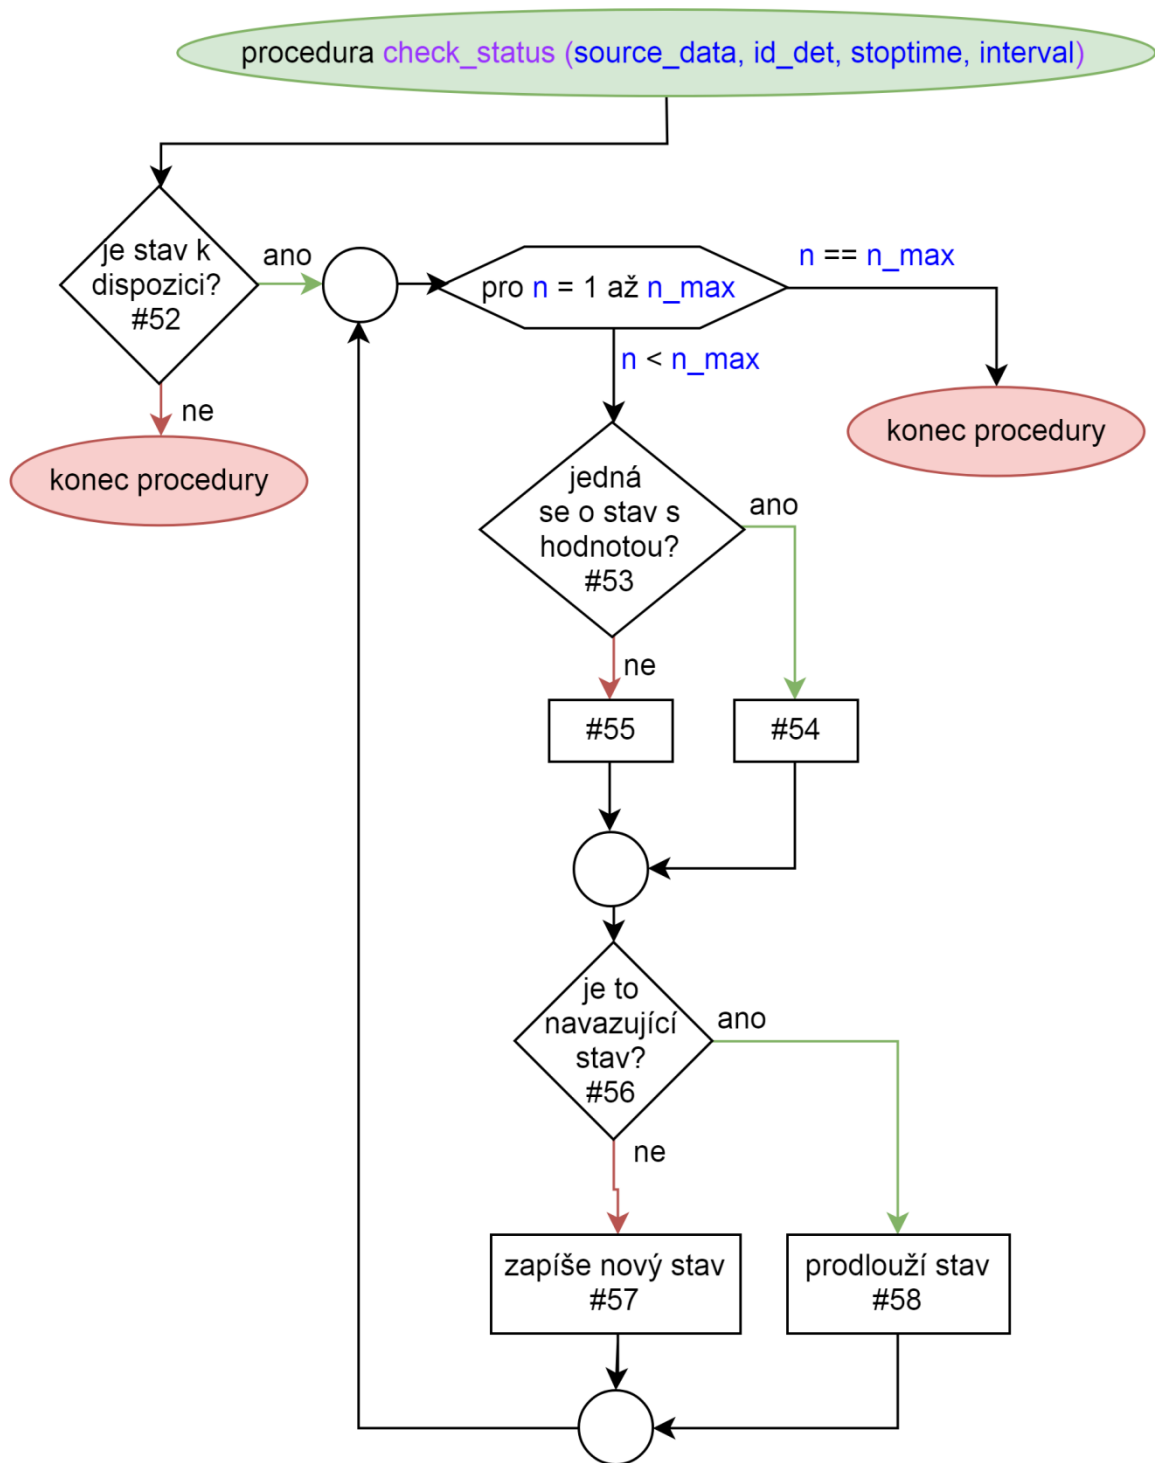 procedura check_status (source_data, id_det, stoptime, interval)
je stav k
dispozici?
#52
ano
ne
konec procedury
pro n = 1 až n_max
n == n_max
konec procedury
n < n_max
jedná
se o stav s
hodnotou?
#53
ano
ne
#55
#54
je to
navazující
stav?
#56
ano
ne
zapíše nový stav
#57
prodlouží stav
#58